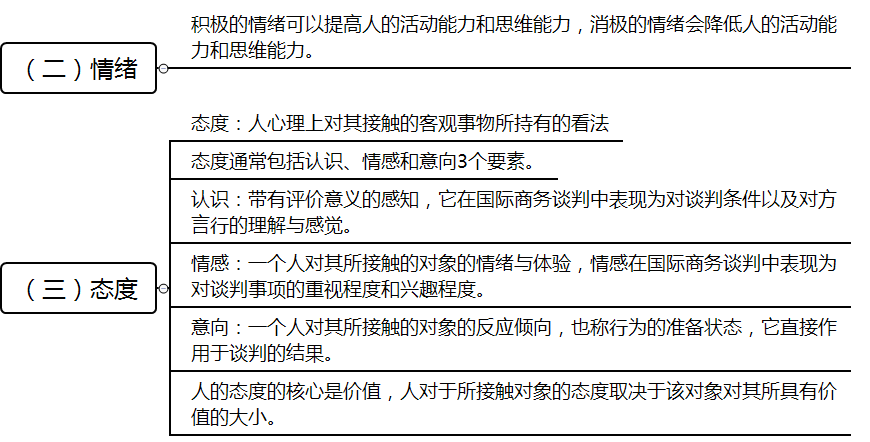 积极的情绪可以提高人的活动能力和思维能力，消极的情绪会降低人的活动能
力和思维能力。
（二）情绪
态度：人心理上对其接触的客观事物所持有的看法
态度通常包括认识、情感和意向3个要素。
认识：带有评价意义的感知，它在国际商务谈判中表现为对谈判条件以及对方
言行的理解与感觉。
情感：一个人对其所接触的对象的情绪与体验，情感在国际商务谈判中表现为
对谈判事项的重视程度和兴趣程度。
（三）态度
意向：一个人对其所接触的对象的反应倾向，也称行为的准备状态，它直接作
用于谈判的结果。
人的态度的核心是价值，人对于所接触对象的态度取决于该对象对其所具有价
值的大小。